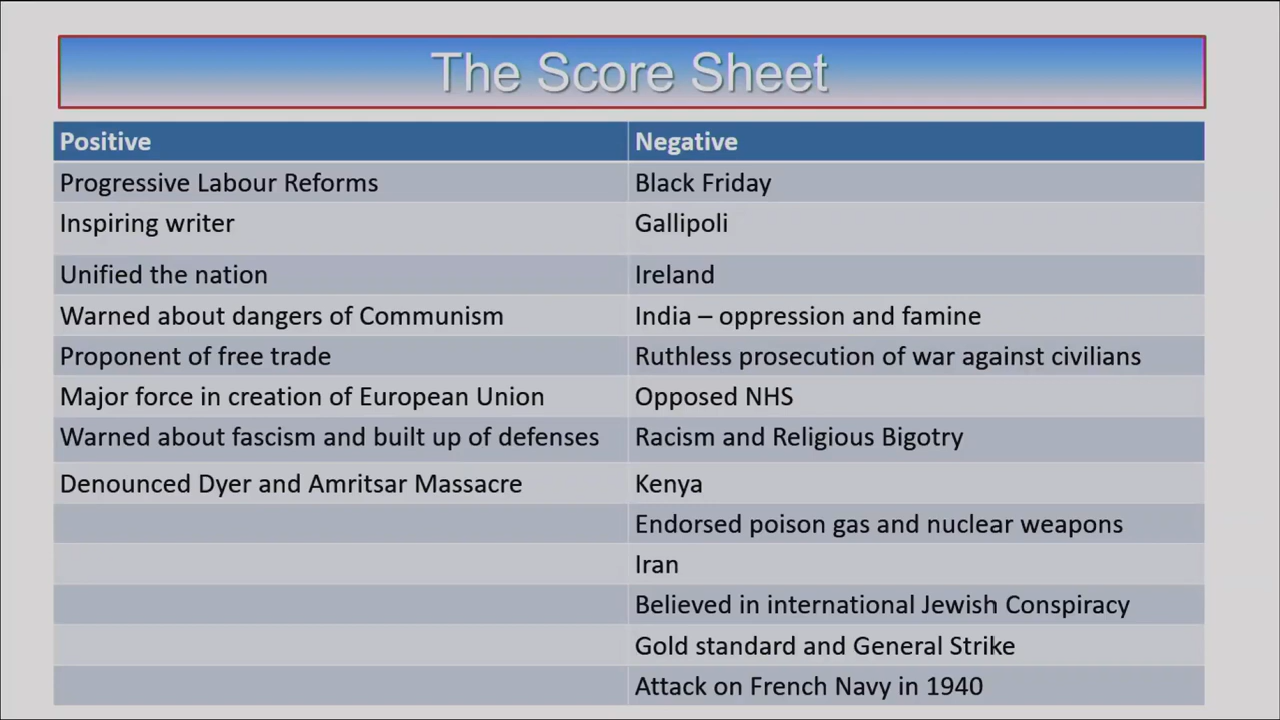 The Score Sheet
Positive Negative
Progressive Labour Reforms Black Friday
Inspiring writer Gallipoli
Unified the nation Ireland
Warned about dangers of Communism India – oppression and famine
Proponent of free trade Ruthless prosecution of war against civilians
Major force in creation of European Union Opposed NHS
Warned about fascism and built up of defenses Racism and Religious Bigotry
Denounced Dyer and Amritsar Massacre Kenya
Endorsed poison gas and nuclear weapons
Iran
Believed in international Jewish Conspiracy
Gold standard and General Strike
Attack on French Navy in 1940